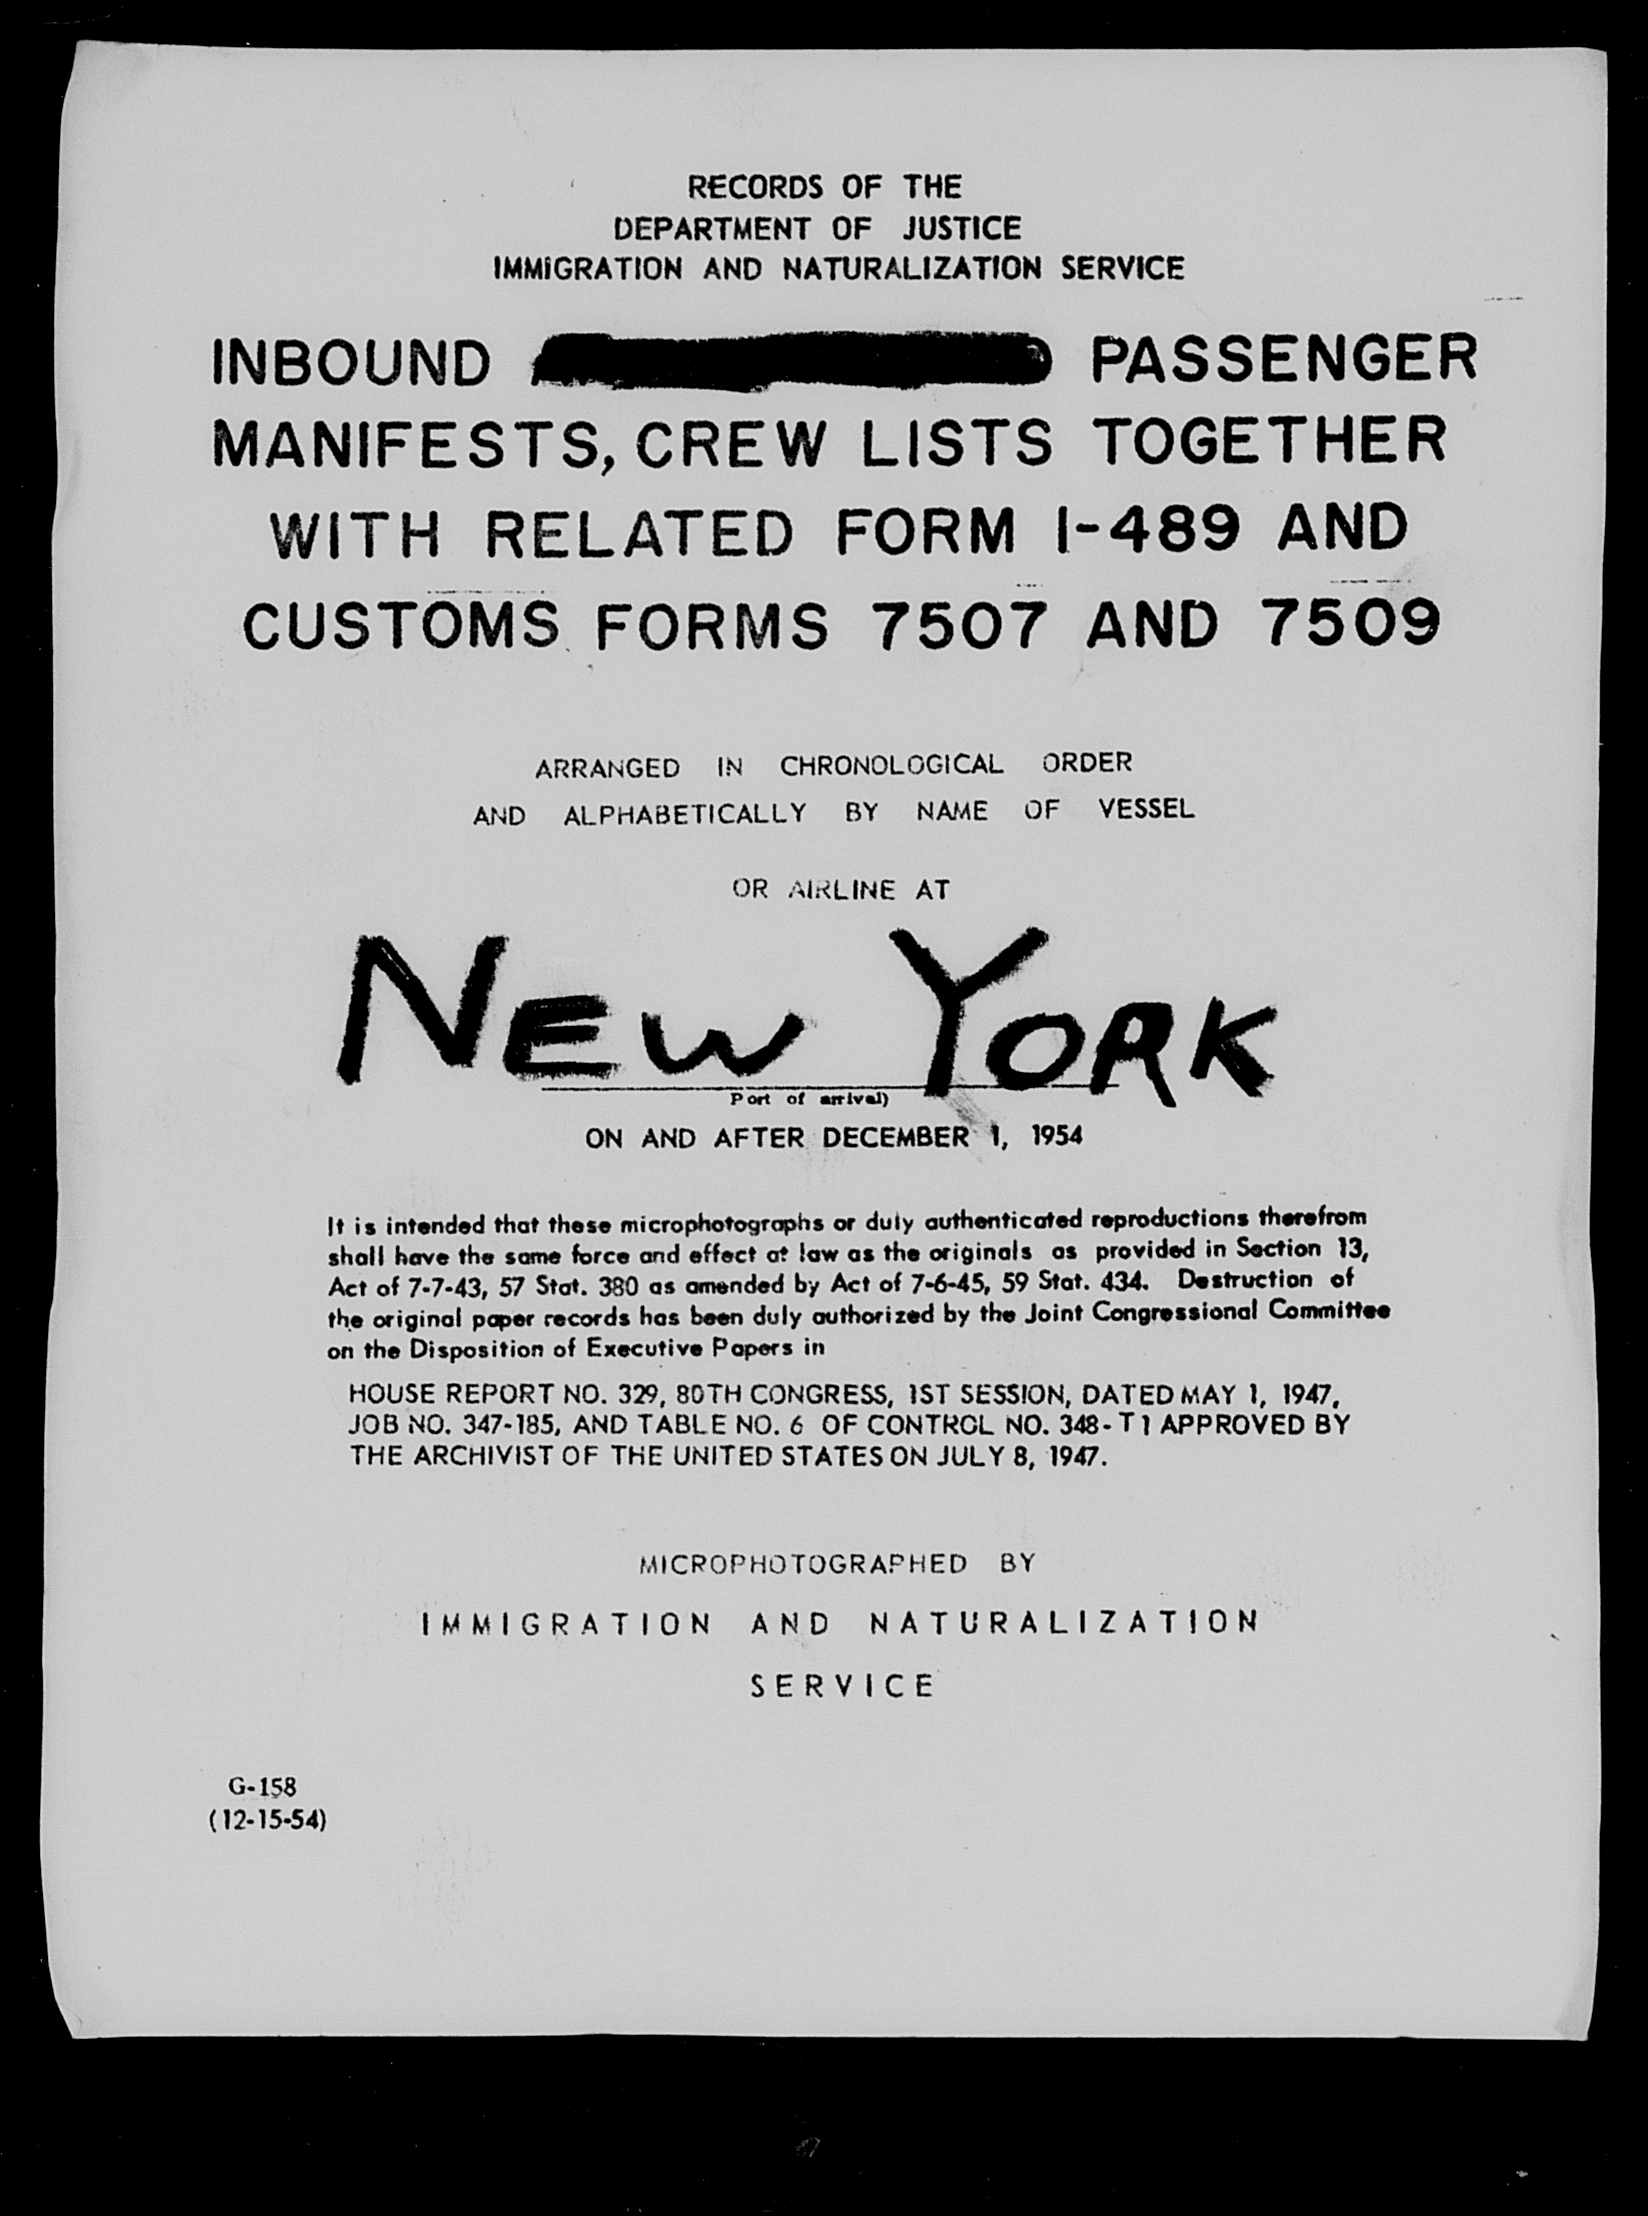 RECORDS OF THE
DEPARTMENT OF JUSTICE
IMMIGRATION AND NATURALIZATION SERVICE
INBOUND PASSENGER
MANIFESTS, CREW LISTS TOGETHER
WITH RELATED FORM I-489 AND
CUSTOMS FORMS 7507 AND 7509
ARRANGED IN CHRONOLOGICAL ORDER
AND ALPHABETICALLY BY NAME OF VESSEL
OR AIRLINE AT
NEW YORK
Port of arrival)
ON AND AFTER DECEMBER 1, 1954
It is intended that these microphotographs or duly authenticated reproductions therefrom
shall have the same force and effect at law as the originals as provided in Section 13,
Act of 7-7-43, 57 Stat. 380 as amended by Act of 7-6-45, 59 Stat. 434. Destruction of
the original paper records has been duly authorized by the Joint Congressional Committee
on the Disposition of Executive Papers in
HOUSE REPORT NO. 329, 80TH CONGRESS, 1ST SESSION, DATED MAY 1, 1947,
JOB NO. 347-185, AND TABLE NO. 6 OF CONTROL NO. 348-T1 APPROVED BY
THE ARCHIVIST OF THE UNITED STATES ON JULY 8, 1947.
MICROPHOTOGRAPHED BY
IMMIGRATION AND NATURALIZATION
SERVICE
G-158
(12-15-54)